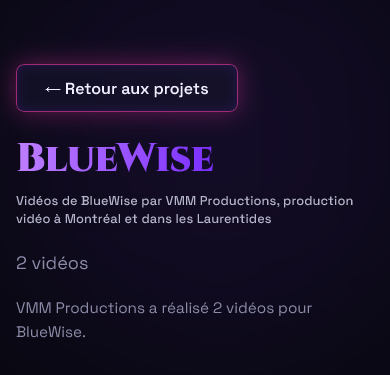 ← Retour aux projets
BlueWise
Vidéos de BlueWise par VMM Productions, production
vidéo à Montréal et dans les Laurentides
2 vidéos
VMM Productions a réalisé 2 vidéos pour
BlueWise.